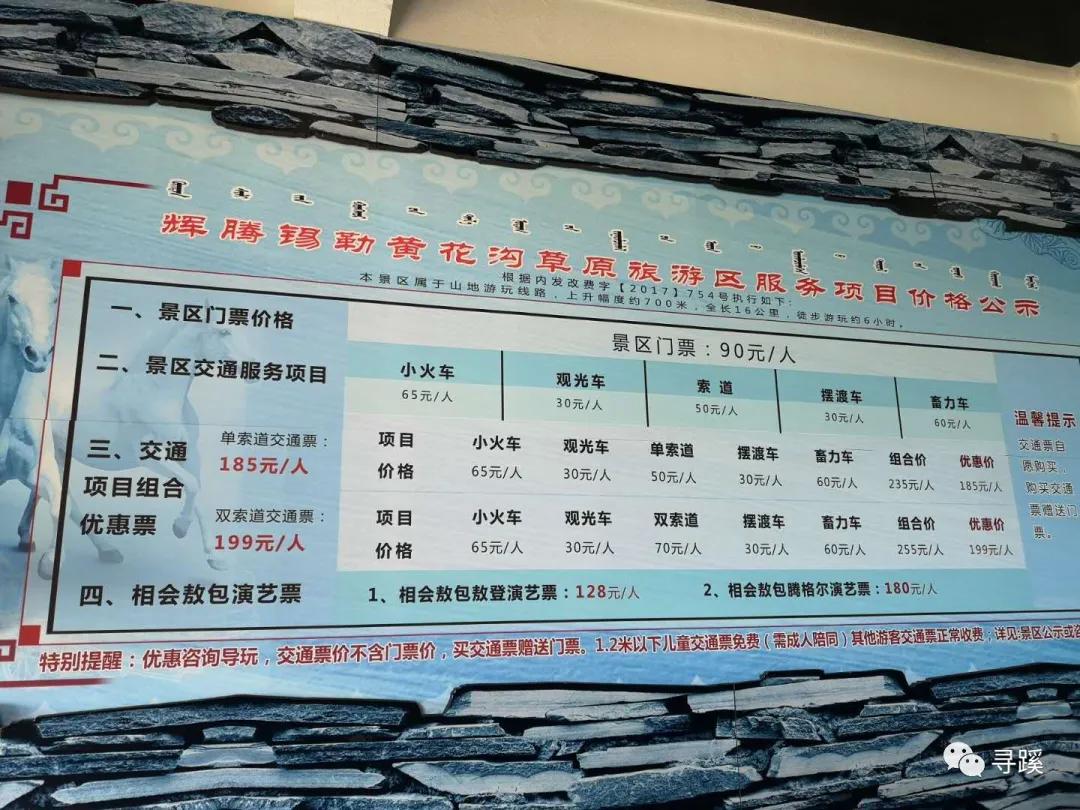 辉腾锡勒黄花沟草原旅游区服务项目价格公示
根据内发改费字【2017】754号执行如下：
本景区属于山地游玩线路，上升幅度约700米，全长16公里，徒步游玩约6小时。
一、景区门票价格
景区门票：90元/人
二、景区交通服务项目
小火车 观光车 索道 摆渡车 畜力车
65元/人 30元/人 50元/人 30元/人 60元/人
三、交通项目组合优惠票
单索道交通票：
185元/人
项目 小火车 观光车 单索道 摆渡车 畜力车 组合价 优惠价
价格 65元/人 30元/人 50元/人 30元/人 60元/人 235元/人 185元/人
双索道交通票：
199元/人
项目 小火车 观光车 双索道 摆渡车 畜力车 组合价 优惠价
价格 65元/人 30元/人 70元/人 30元/人 60元/人 255元/人 199元/人
四、相会敖包演艺票
1、相会敖包敖登演艺票：128元/人
2、相会敖包腾格尔演艺票：180元/人
温馨提示
交通票自
愿购买，
购买交通
票赠送门
票。
特别提醒：优惠咨询导玩，交通票价不含门票价，买交通票赠送门票。1.2米以下儿童交通票免费（需成人陪同）其他游客交通票正常收费；详见:景区公示或
寻蹊